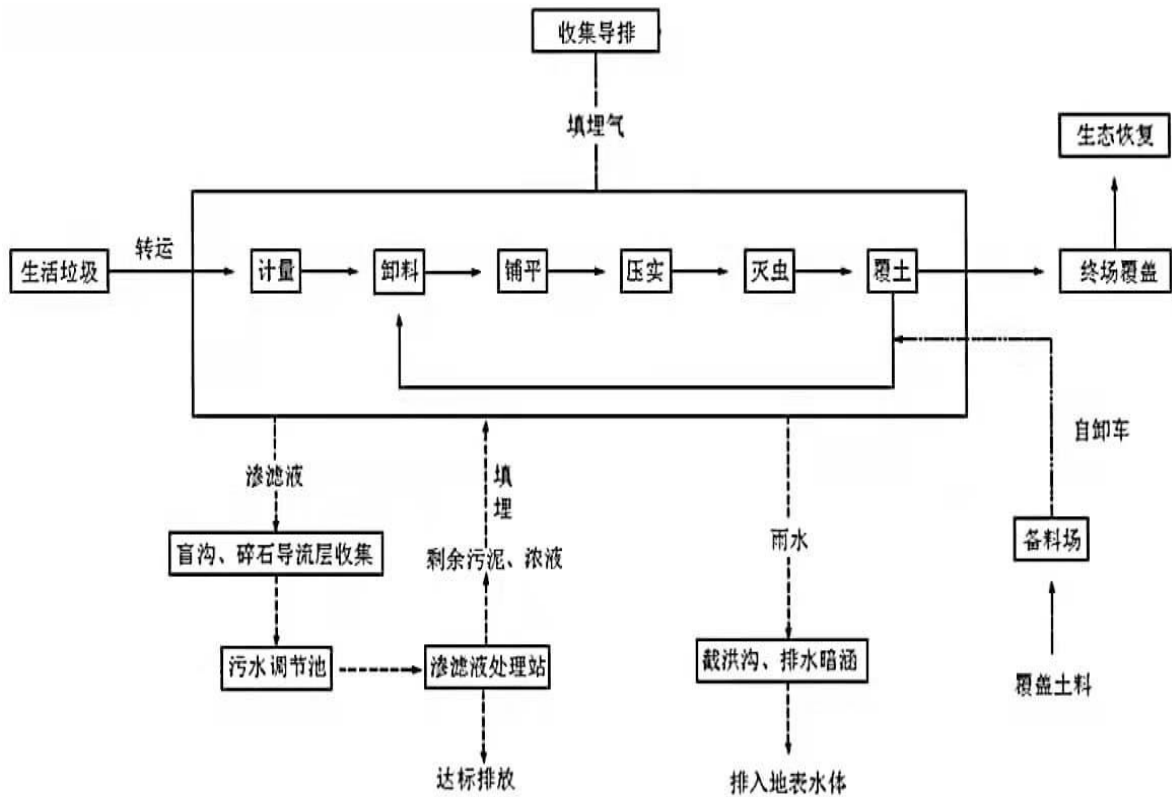 收集导排
填埋气
生态恢复
转运
生活垃圾
计量
卸料
铺平
压实
灭虫
覆土
终场覆盖
自卸车
渗滤液
填
埋
盲沟、碎石导流层收集
剩余污泥、浓液
雨水
备料场
污水调节池
渗滤液处理站
截洪沟、排水暗涵
覆盖土料
达标排放
排入地表水体